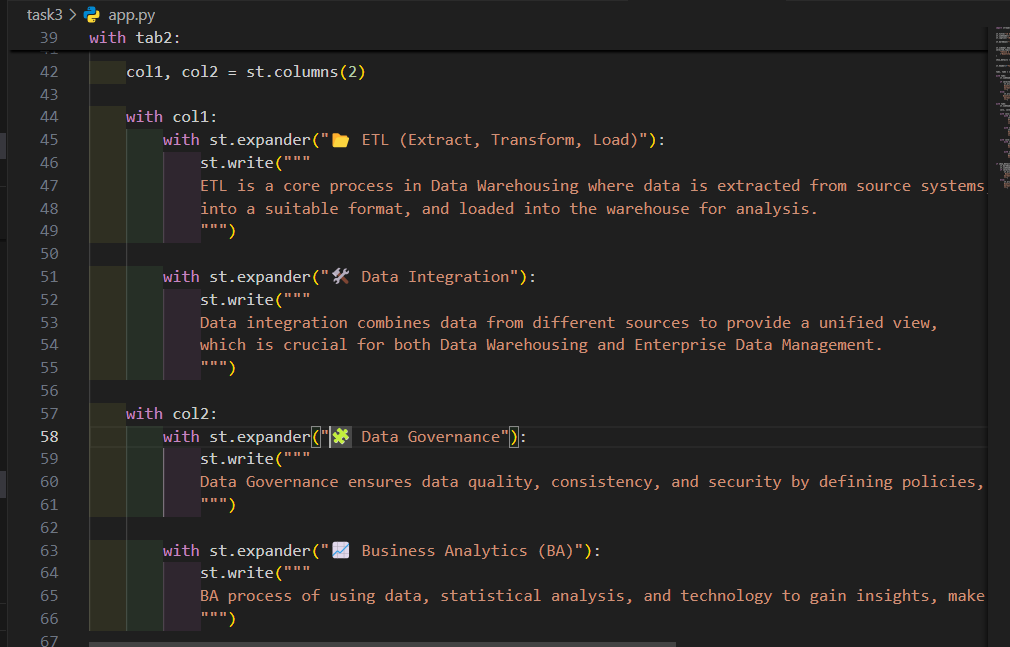 task3 > app.py
39 with tab2:
42 col1, col2 = st.columns(2)
43
44 with col1:
45 with st.expander("📂 ETL (Extract, Transform, Load)"):
46 st.write("""
47 ETL is a core process in Data Warehousing where data is extracted from source systems,
48 into a suitable format, and loaded into the warehouse for analysis.
49 """)
50
51 with st.expander("🛠️ Data Integration"):
52 st.write("""
53 Data integration combines data from different sources to provide a unified view,
54 which is crucial for both Data Warehousing and Enterprise Data Management.
55 """)
56
57 with col2:
58 with st.expander("🧩 Data Governance"):
59 st.write("""
60 Data Governance ensures data quality, consistency, and security by defining policies,
61 """)
62
63 with st.expander("📈 Business Analytics (BA)"):
64 st.write("""
65 BA process of using data, statistical analysis, and technology to gain insights, make
66 """)
67